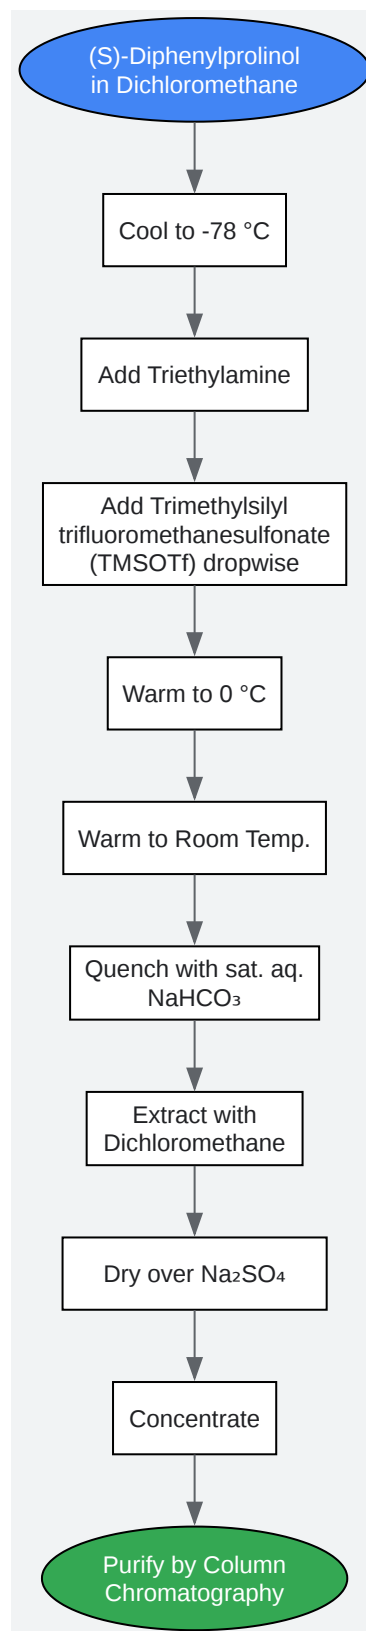 (S)-Diphenylprolinol
in Dichloromethane
Cool to -78 °C
Add Triethylamine
Add Trimethylsilyl
trifluoromethanesulfonate
(TMSOTf) dropwise
Warm to 0 °C
Warm to Room Temp.
Quench with sat. aq.
NaHCO₃
Extract with
Dichloromethane
Dry over Na₂SO₄
Concentrate
Purify by Column
Chromatography